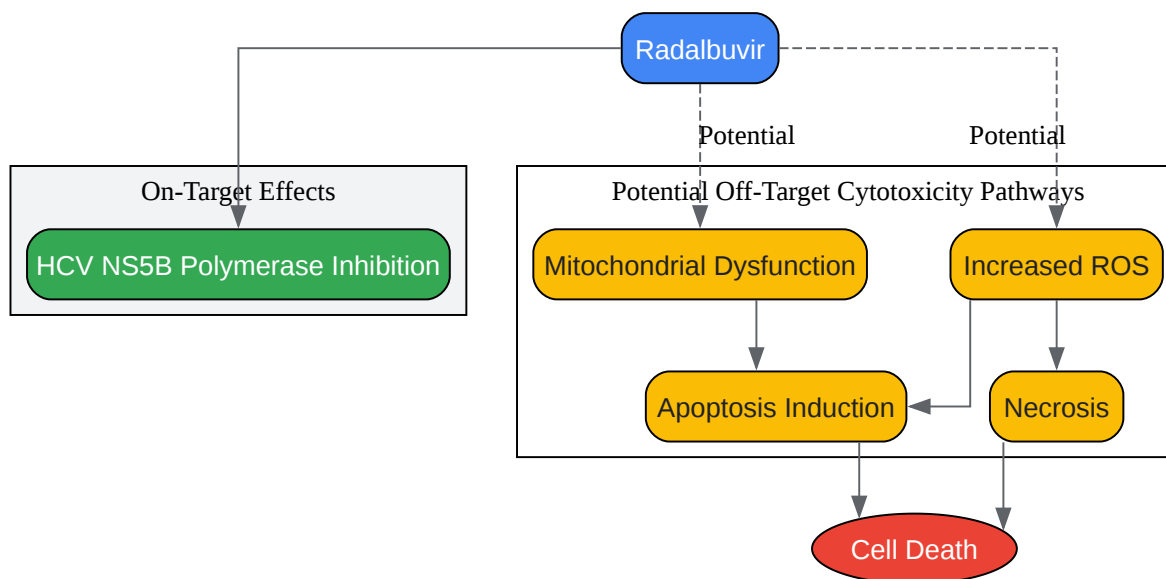 Radalbuvir
Potential
Potential
On-Target Effects
Potential Off-Target Cytotoxicity Pathways
HCV NS5B Polymerase Inhibition
Mitochondrial Dysfunction
Increased ROS
Apoptosis Induction
Necrosis
Cell Death